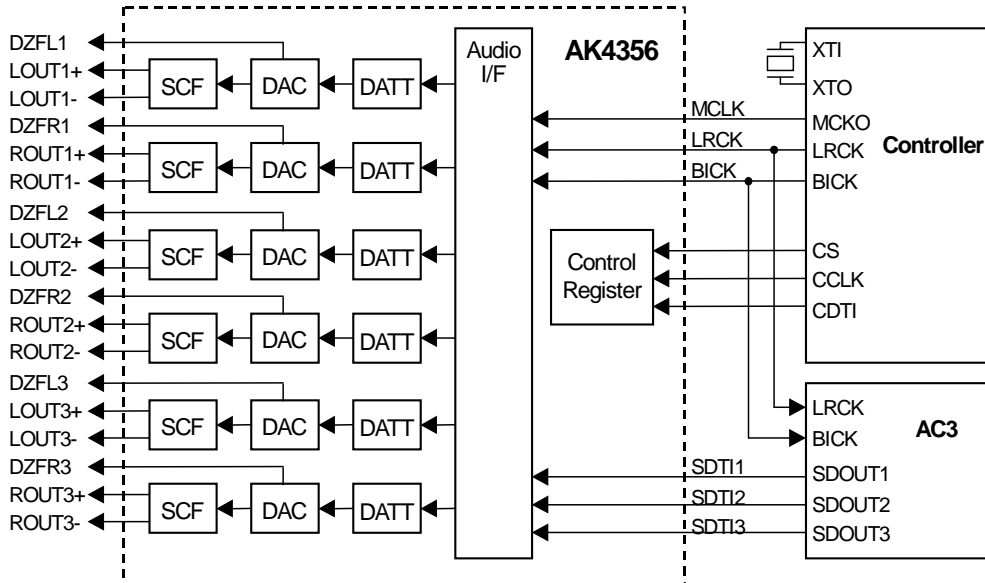 DZFL1
LOUT1+
LOUT1-
DZFR1
ROUT1+
ROUT1-
DZFL2
LOUT2+
LOUT2-
DZFR2
ROUT2+
ROUT2-
DZFL3
LOUT3+
LOUT3-
DZFR3
ROUT3+
ROUT3-
SCF
DAC
DATT
SCF
DAC
DATT
SCF
DAC
DATT
SCF
DAC
DATT
SCF
DAC
DATT
SCF
DAC
DATT
Audio
I/F
AK4356
MCLK
LRCK
BICK
Control
Register
SDTI1
SDTI2
SDTI3
XTI
XTO
MCKO
LRCK
BICK
Controller
CS
CCLK
CDTI
LRCK
BICK
AC3
SDOUT1
SDOUT2
SDOUT3